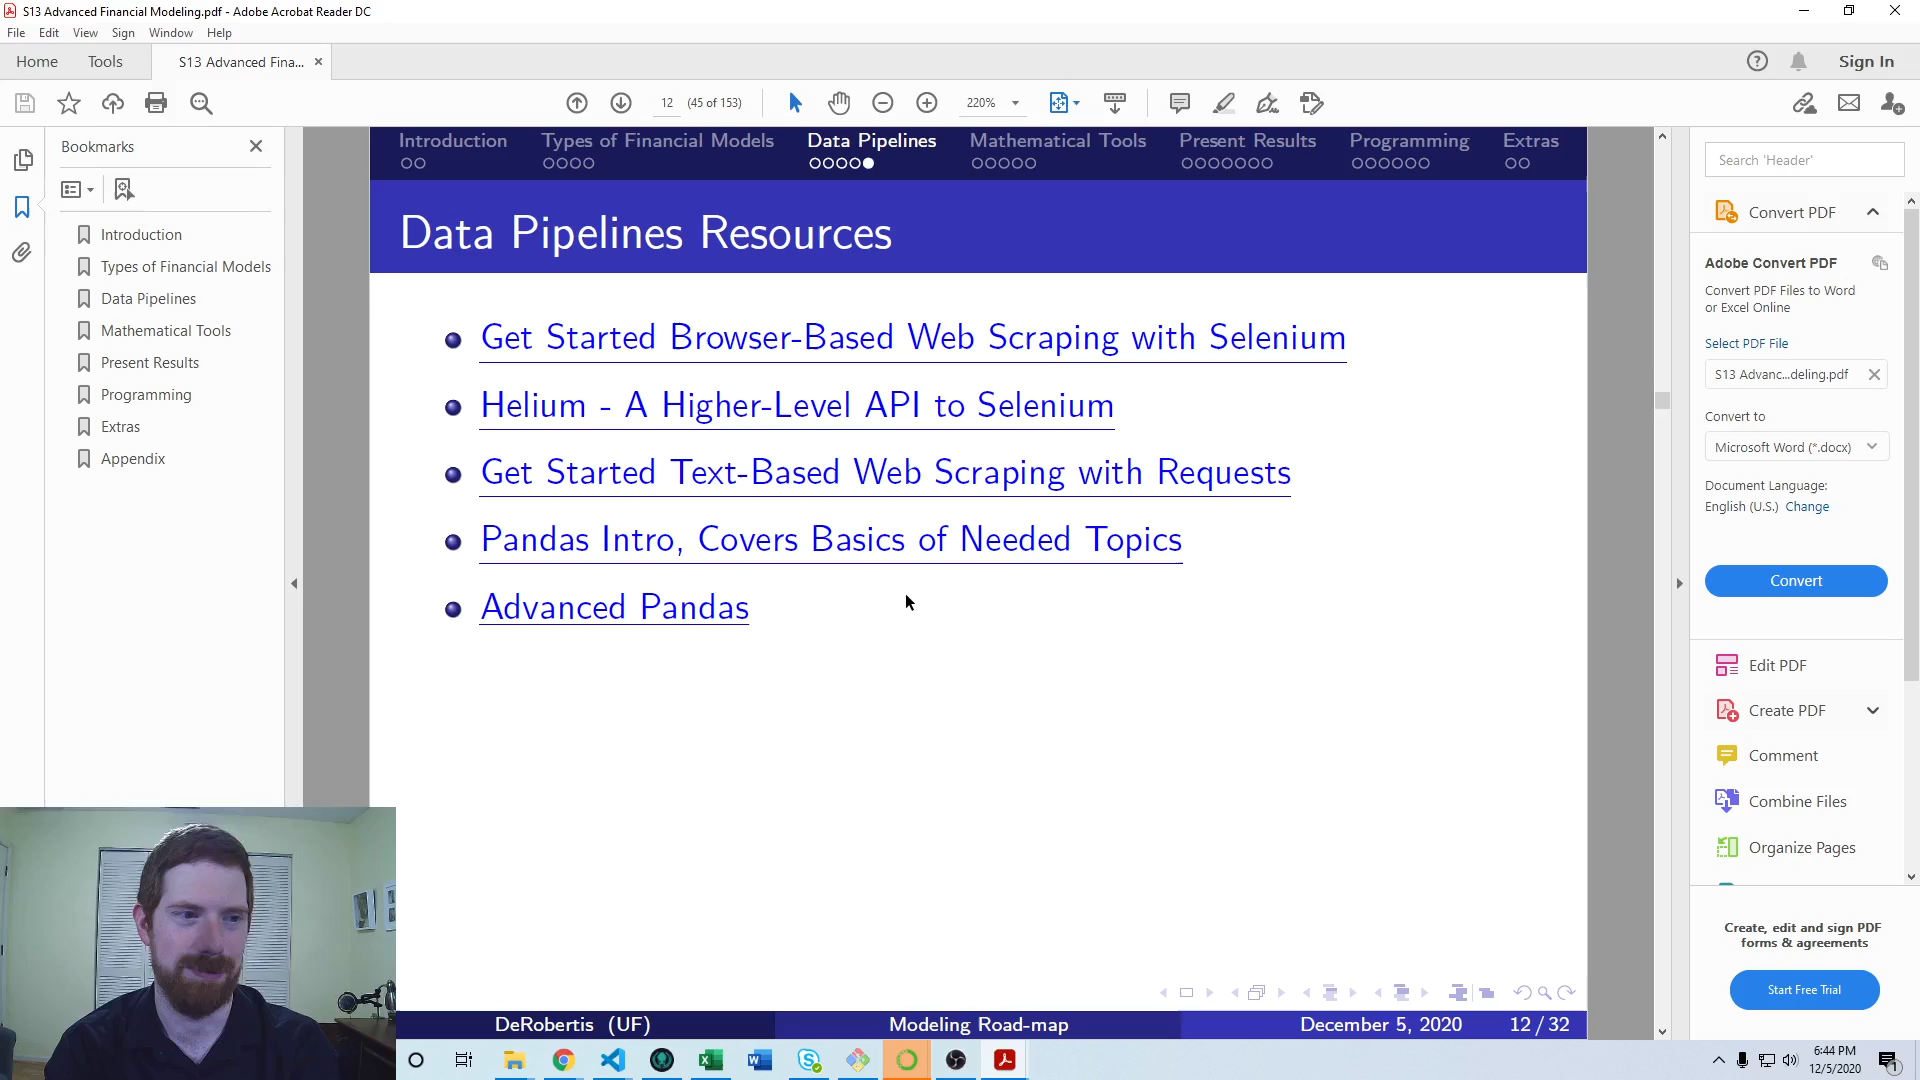 S13 Advanced Financial Modeling.pdf - Adobe Acrobat Reader DC
File Edit View Sign Window Help
Home Tools S13 Advanced Fina... Sign In
12 (45 of 153) 220%
Bookmarks
Introduction
Types of Financial Models
Data Pipelines
Mathematical Tools
Present Results
Programming
Extras
Appendix
Introduction Types of Financial Models Data Pipelines Mathematical Tools Present Results Programming Extras
Data Pipelines Resources
Get Started Browser-Based Web Scraping with Selenium
Helium - A Higher-Level API to Selenium
Get Started Text-Based Web Scraping with Requests
Pandas Intro, Covers Basics of Needed Topics
Advanced Pandas
DeRobertis (UF) Modeling Road-map December 5, 2020 12 / 32
Search 'Header'
Convert PDF
Adobe Convert PDF
Convert PDF Files to Word
or Excel Online
Select PDF File
S13 Advanc...deling.pdf
Convert to
Microsoft Word (*.docx)
Document Language:
English (U.S.) Change
Convert
Edit PDF
Create PDF
Comment
Combine Files
Organize Pages
Create, edit and sign PDF
forms & agreements
Start Free Trial
6:44 PM
12/5/2020
1